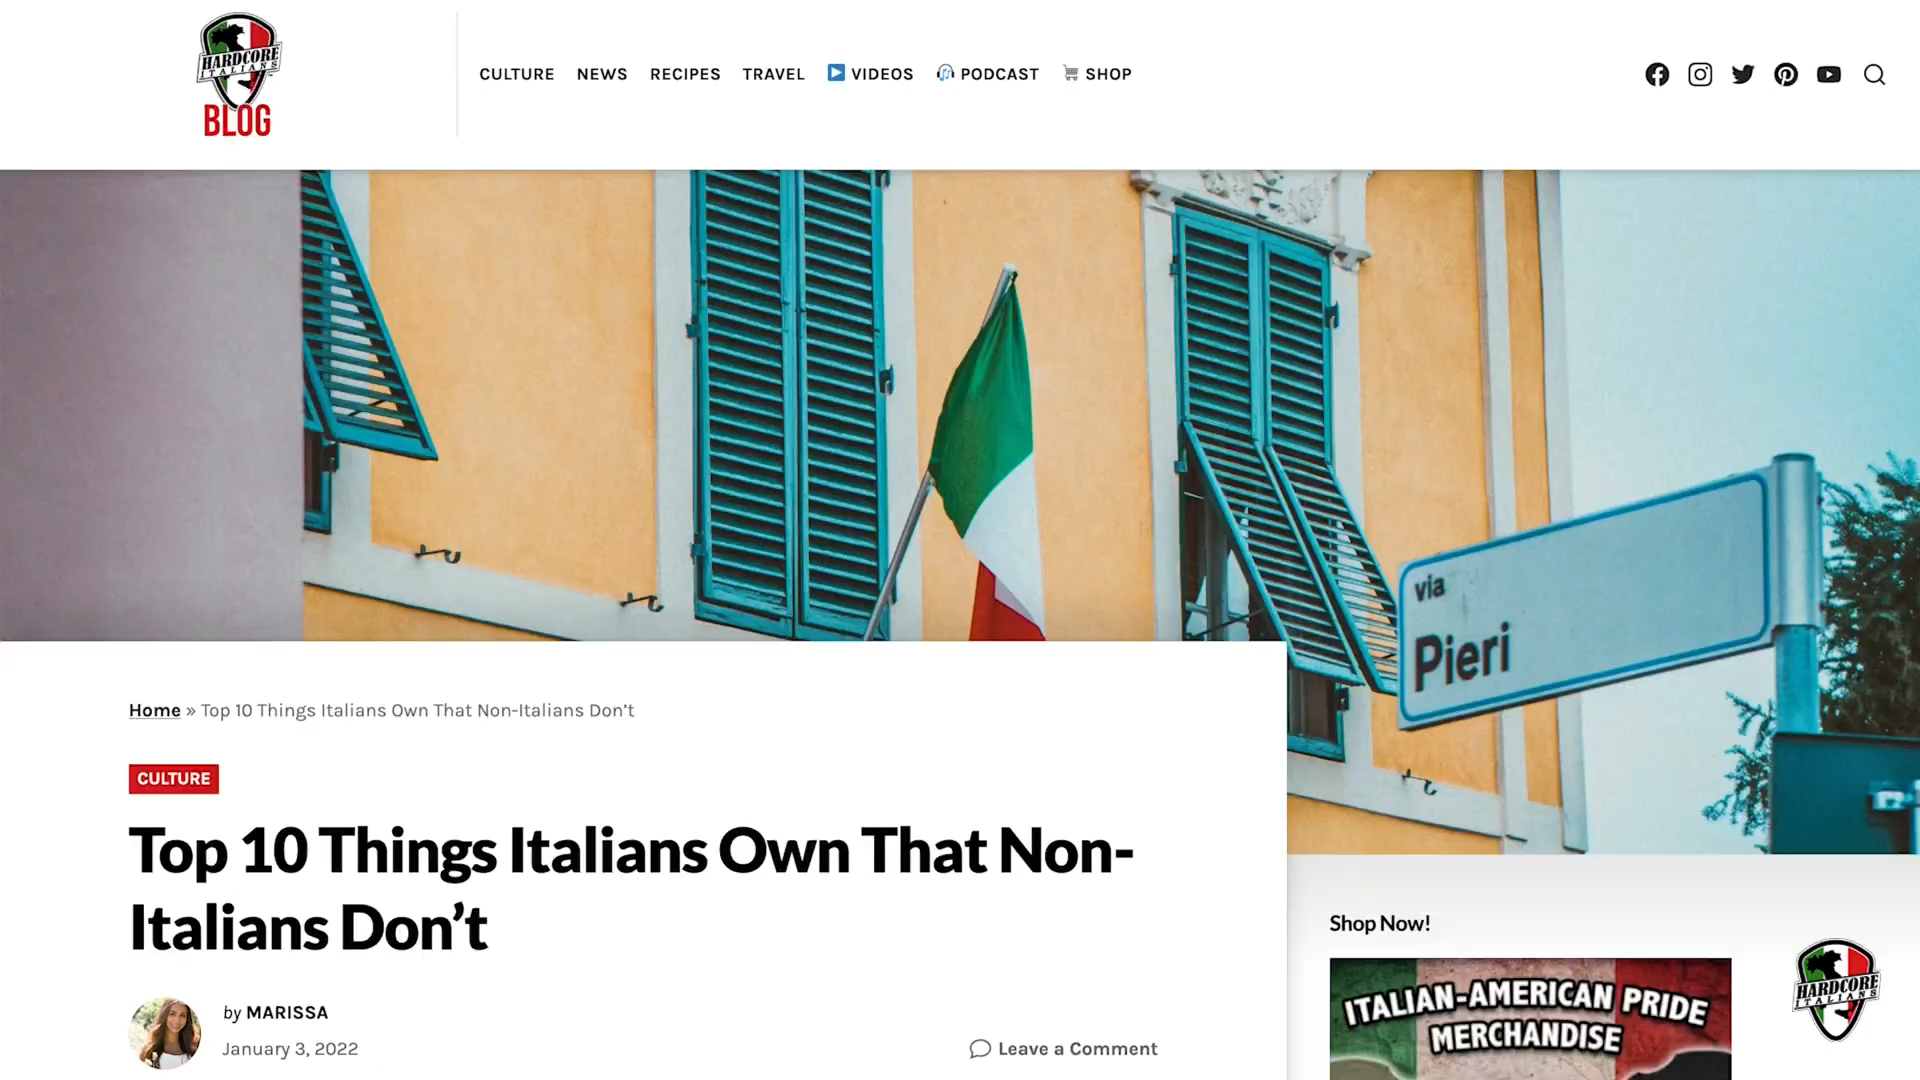 HARDCORE
ITALIANS
BLOG
CULTURE NEWS RECIPES TRAVEL VIDEOS PODCAST SHOP
via
Pieri
Home » Top 10 Things Italians Own That Non-Italians Don’t
CULTURE
Top 10 Things Italians Own That Non-
Italians Don’t
by MARISSA
January 3, 2022
Leave a Comment
Shop Now!
ITALIAN-AMERICAN PRIDE
MERCHANDISE
HARDCORE
ITALIANS